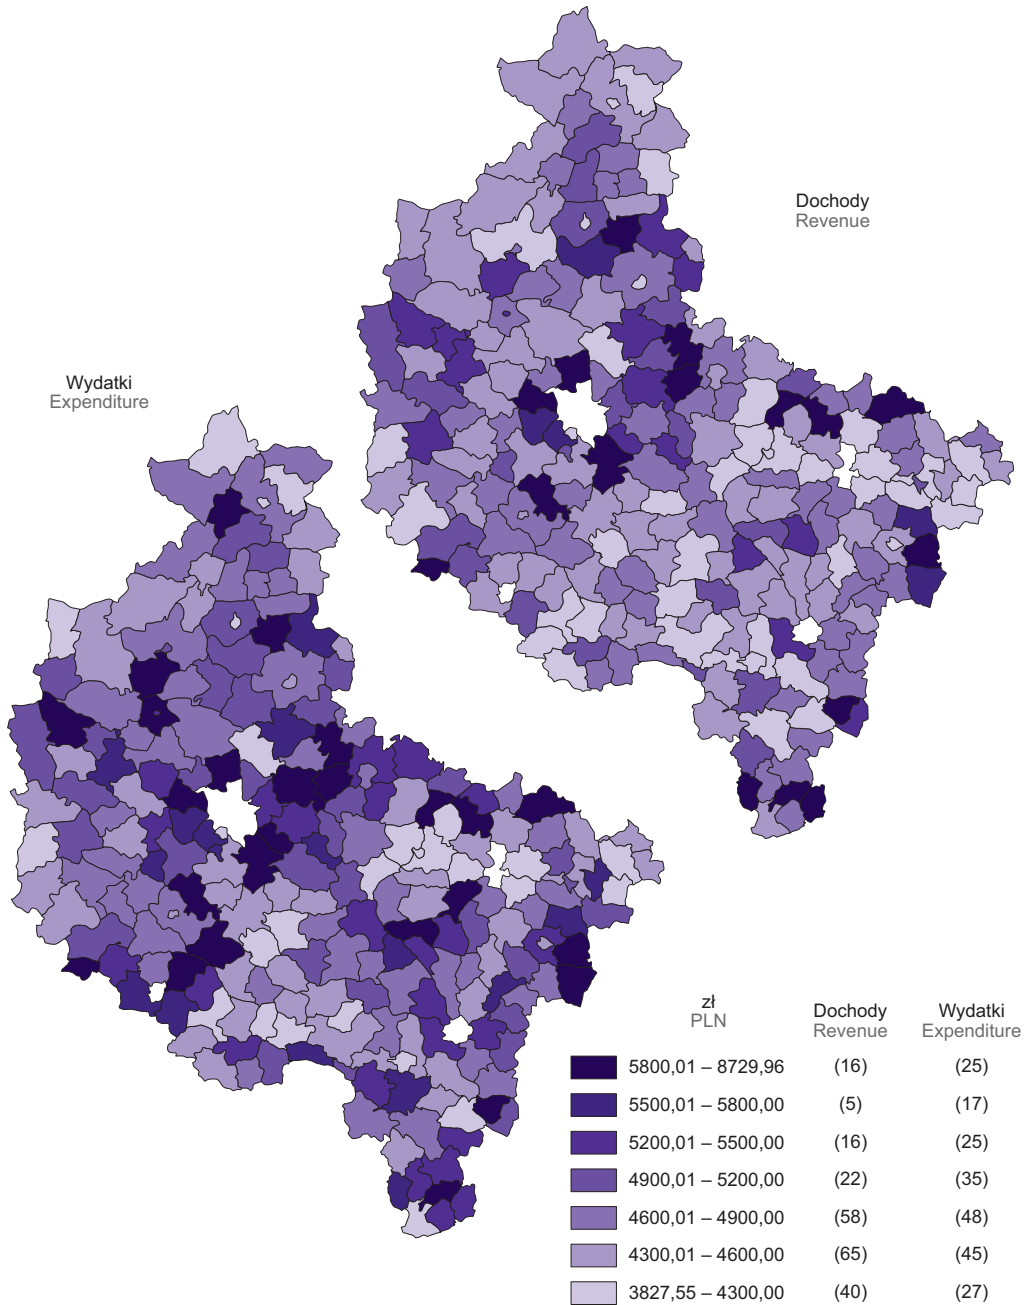 Dochody
Revenue
Wydatki
Expenditure
zł
PLN
Dochody
Revenue
Wydatki
Expenditure
5800,01 – 8729,96 (16) (25)
5500,01 – 5800,00 (5) (17)
5200,01 – 5500,00 (16) (25)
4900,01 – 5200,00 (22) (35)
4600,01 – 4900,00 (58) (48)
4300,01 – 4600,00 (65) (45)
3827,55 – 4300,00 (40) (27)